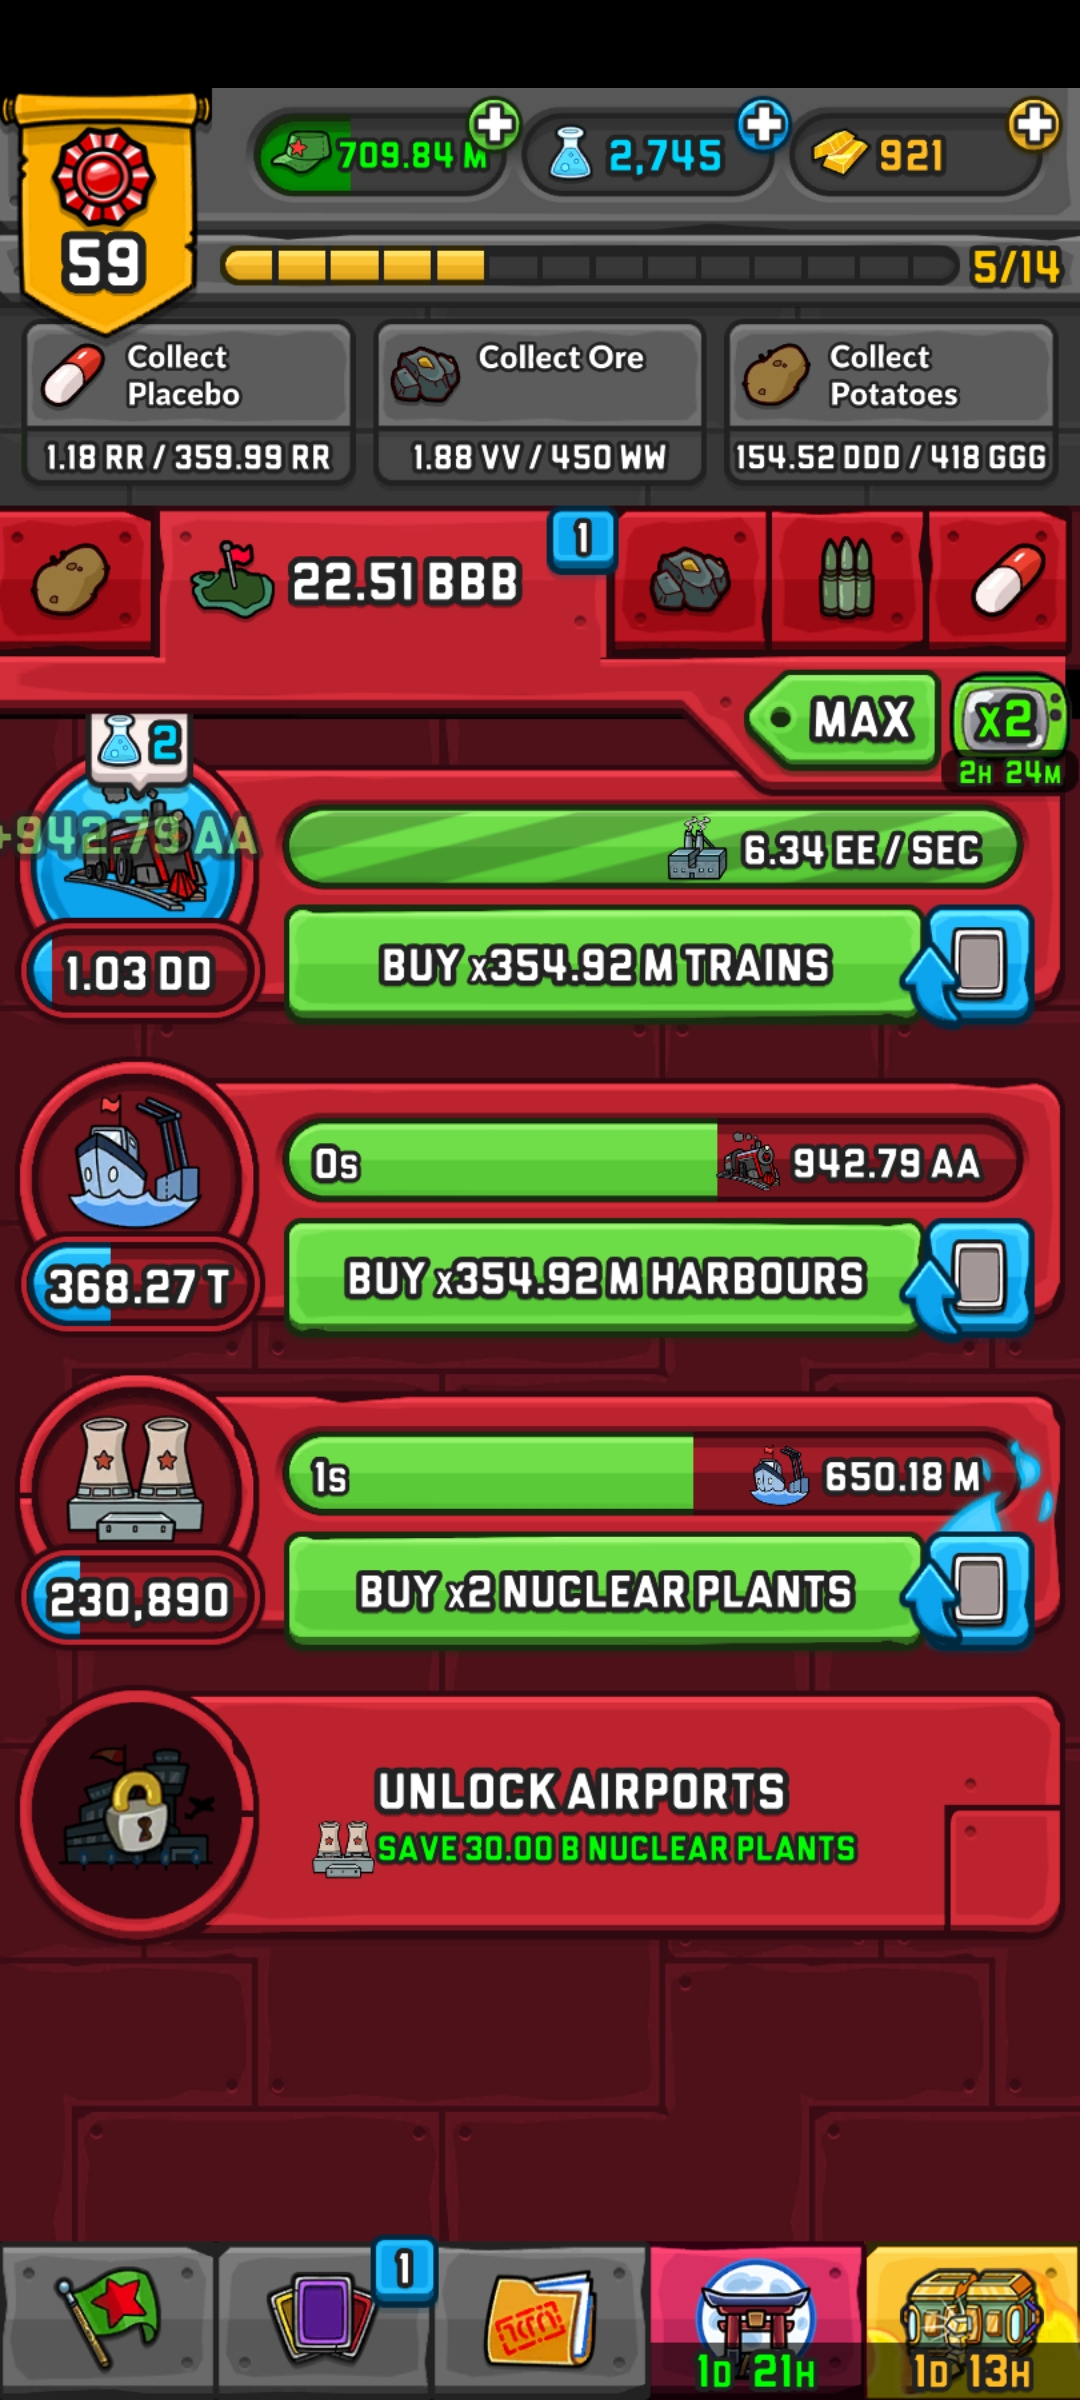 709.84 M
2,745
921
59
5/14
Collect Placebo
1.18 RR / 359.99 RR
Collect Ore
1.88 VV / 450 WW
Collect Potatoes
154.52 DDD / 418 GGG
22.51 BBB
1
MAX
x2
2H 24M
2
+942.79 AA
6.34 EE / SEC
1.03 DD
BUY x354.92 M TRAINS
0s
942.79 AA
368.27 T
BUY x354.92 M HARBOURS
1s
650.18 M
230,890
BUY x2 NUCLEAR PLANTS
UNLOCK AIRPORTS
SAVE 30.00 B NUCLEAR PLANTS
1
1D 21H
1D 13H